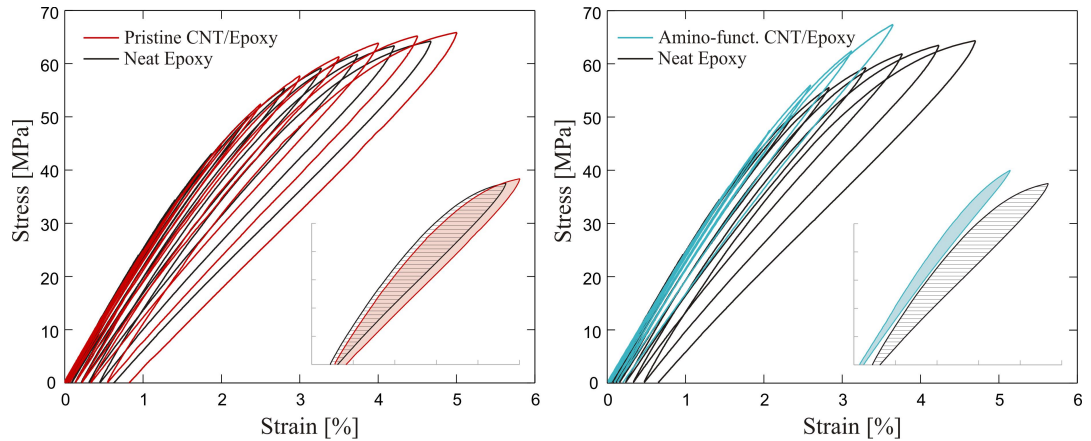 70
60
50
40
30
20
10
0
Stress [MPa]
Pristine CNT/Epoxy
Neat Epoxy
0 1 2 3 4 5 6
Strain [%]
70
60
50
40
30
20
10
0
Stress [MPa]
Amino-funct. CNT/Epoxy
Neat Epoxy
0 1 2 3 4 5 6
Strain [%]